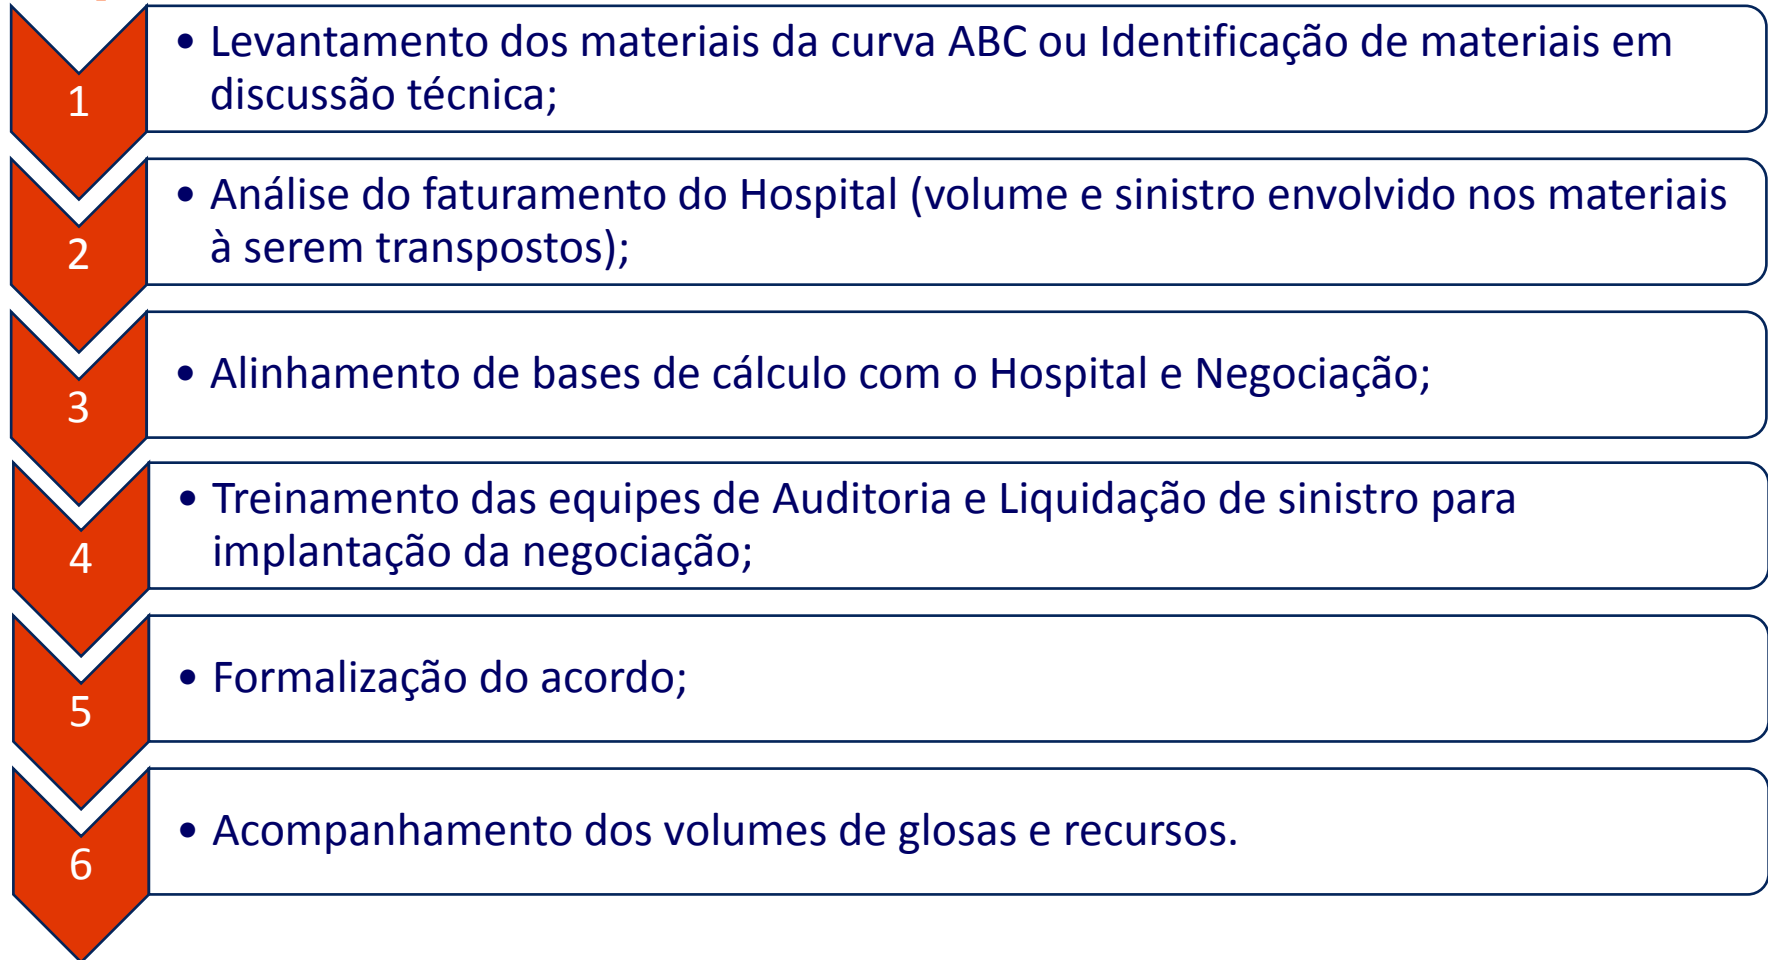 1
• Levantamento dos materiais da curva ABC ou Identificação de materiais em
discussão técnica;
2
• Análise do faturamento do Hospital (volume e sinistro envolvido nos materiais
à serem transpostos);
3
• Alinhamento de bases de cálculo com o Hospital e Negociação;
4
• Treinamento das equipes de Auditoria e Liquidação de sinistro para
implantação da negociação;
5
• Formalização do acordo;
6
• Acompanhamento dos volumes de glosas e recursos.